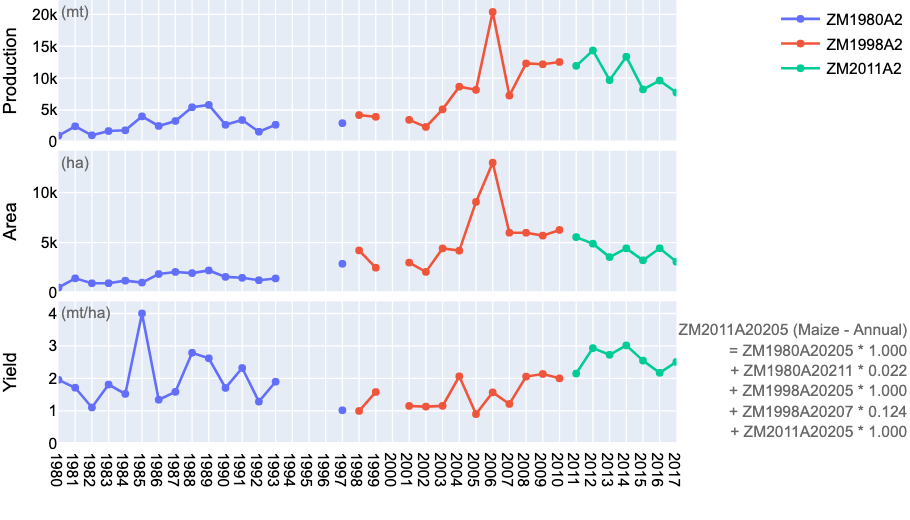 (mt)
Production
20k
15k
10k
5k
0
ZM1980A2
ZM1998A2
ZM2011A2
(ha)
Area
10k
5k
0
(mt/ha)
Yield
4
3
2
1
0
1980
1981
1982
1983
1984
1985
1986
1987
1988
1989
1990
1991
1992
1993
1994
1995
1996
1997
1998
1999
2000
2001
2002
2003
2004
2005
2006
2007
2008
2009
2010
2011
2012
2013
2014
2015
2016
2017
ZM2011A20205 (Maize - Annual)
= ZM1980A20205 * 1.000
+ ZM1980A20211 * 0.022
+ ZM1998A20205 * 1.000
+ ZM1998A20207 * 0.124
+ ZM2011A20205 * 1.000